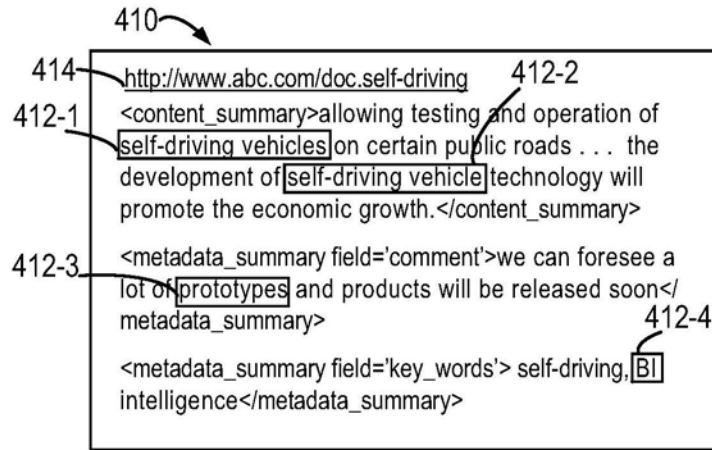 410
414
http://www.abc.com/doc.self-driving
412-2
412-1
<content_summary>allowing testing and operation of
self-driving vehicles on certain public roads . . . the
development of self-driving vehicle technology will
promote the economic growth.</content_summary>
412-3
<metadata_summary field='comment'>we can foresee a
lot of prototypes and products will be released soon</
metadata_summary>
412-4
<metadata_summary field='key_words'> self-driving, BI
intelligence</metadata_summary>